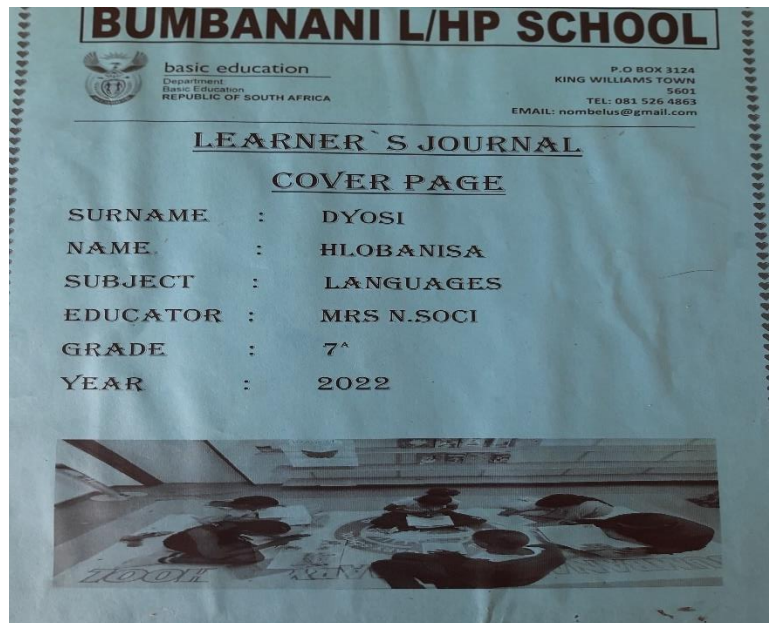 BUMBANANI L/HP SCHOOL
basic education
Department:
Basic Education
REPUBLIC OF SOUTH AFRICA
P.O BOX 3124
KING WILLIAMS TOWN
5601
TEL: 081 526 4863
EMAIL: nombelus@gmail.com
LEARNER`S JOURNAL
COVER PAGE
SURNAME : DYOSI
NAME : HLOBANISA
SUBJECT : LANGUAGES
EDUCATOR : MRS N.SOCI
GRADE : 7ᴬ
YEAR : 2022